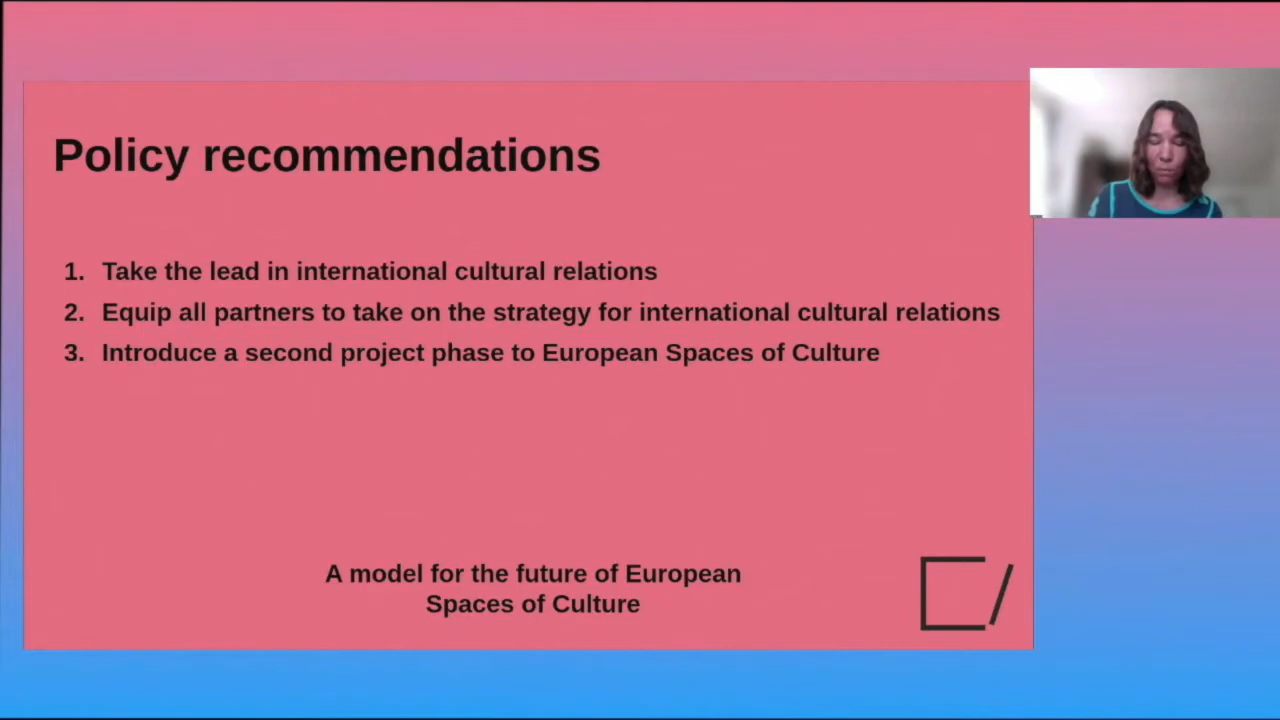 Policy recommendations
1. Take the lead in international cultural relations
2. Equip all partners to take on the strategy for international cultural relations
3. Introduce a second project phase to European Spaces of Culture
A model for the future of European
Spaces of Culture